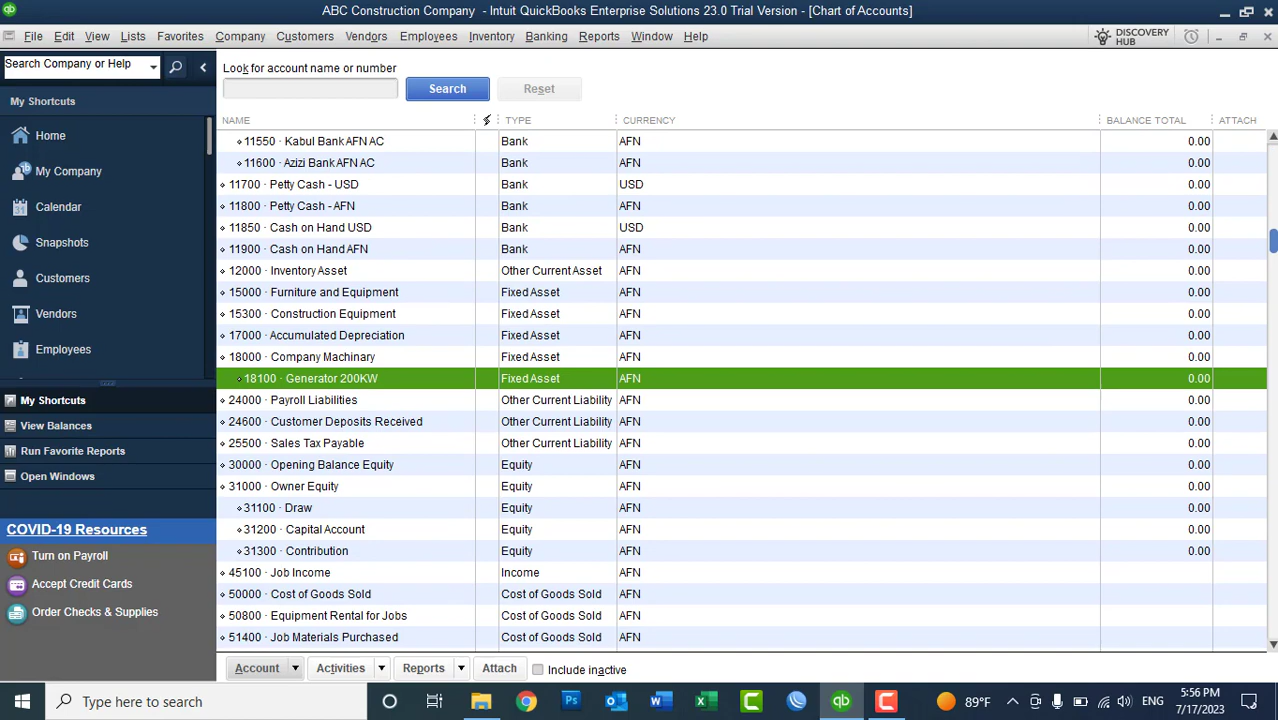 ABC Construction Company - Intuit QuickBooks Enterprise Solutions 23.0 Trial Version - [Chart of Accounts]
File Edit View Lists Favorites Company Customers Vendors Employees Inventory Banking Reports Window Help
DISCOVERY HUB
Search Company or Help
My Shortcuts
Home
My Company
Calendar
Snapshots
Customers
Vendors
Employees
My Shortcuts
View Balances
Run Favorite Reports
Open Windows
COVID-19 Resources
Turn on Payroll
Accept Credit Cards
Order Checks & Supplies
Look for account name or number
Search Reset
NAME TYPE CURRENCY BALANCE TOTAL ATTACH
11550 · Kabul Bank AFN AC Bank AFN 0.00
11600 · Azizi Bank AFN AC Bank AFN 0.00
11700 · Petty Cash - USD Bank USD 0.00
11800 · Petty Cash - AFN Bank AFN 0.00
11850 · Cash on Hand USD Bank USD 0.00
11900 · Cash on Hand AFN Bank AFN 0.00
12000 · Inventory Asset Other Current Asset AFN 0.00
15000 · Furniture and Equipment Fixed Asset AFN 0.00
15300 · Construction Equipment Fixed Asset AFN 0.00
17000 · Accumulated Depreciation Fixed Asset AFN 0.00
18000 · Company Machinary Fixed Asset AFN 0.00
18100 · Generator 200KW Fixed Asset AFN 0.00
24000 · Payroll Liabilities Other Current Liability AFN 0.00
24600 · Customer Deposits Received Other Current Liability AFN 0.00
25500 · Sales Tax Payable Other Current Liability AFN 0.00
30000 · Opening Balance Equity Equity AFN 0.00
31000 · Owner Equity Equity AFN 0.00
31100 · Draw Equity AFN 0.00
31200 · Capital Account Equity AFN 0.00
31300 · Contribution Equity AFN 0.00
45100 · Job Income Income AFN
50000 · Cost of Goods Sold Cost of Goods Sold AFN
50800 · Equipment Rental for Jobs Cost of Goods Sold AFN
51400 · Job Materials Purchased Cost of Goods Sold AFN
Account Activities Reports Attach Include inactive
Type here to search
89°F
ENG
5:56 PM
7/17/2023